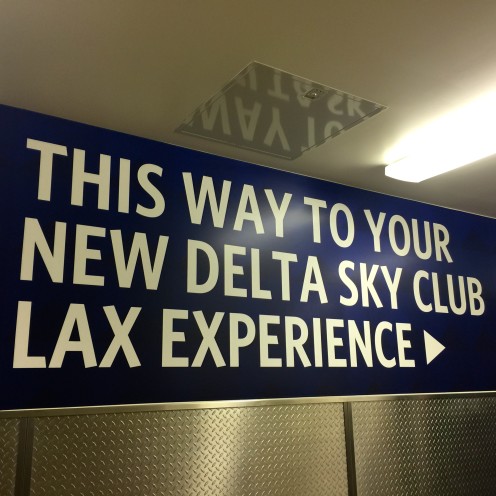 THIS WAY TO YOUR
NEW DELTA SKY CLUB
LAX EXPERIENCE